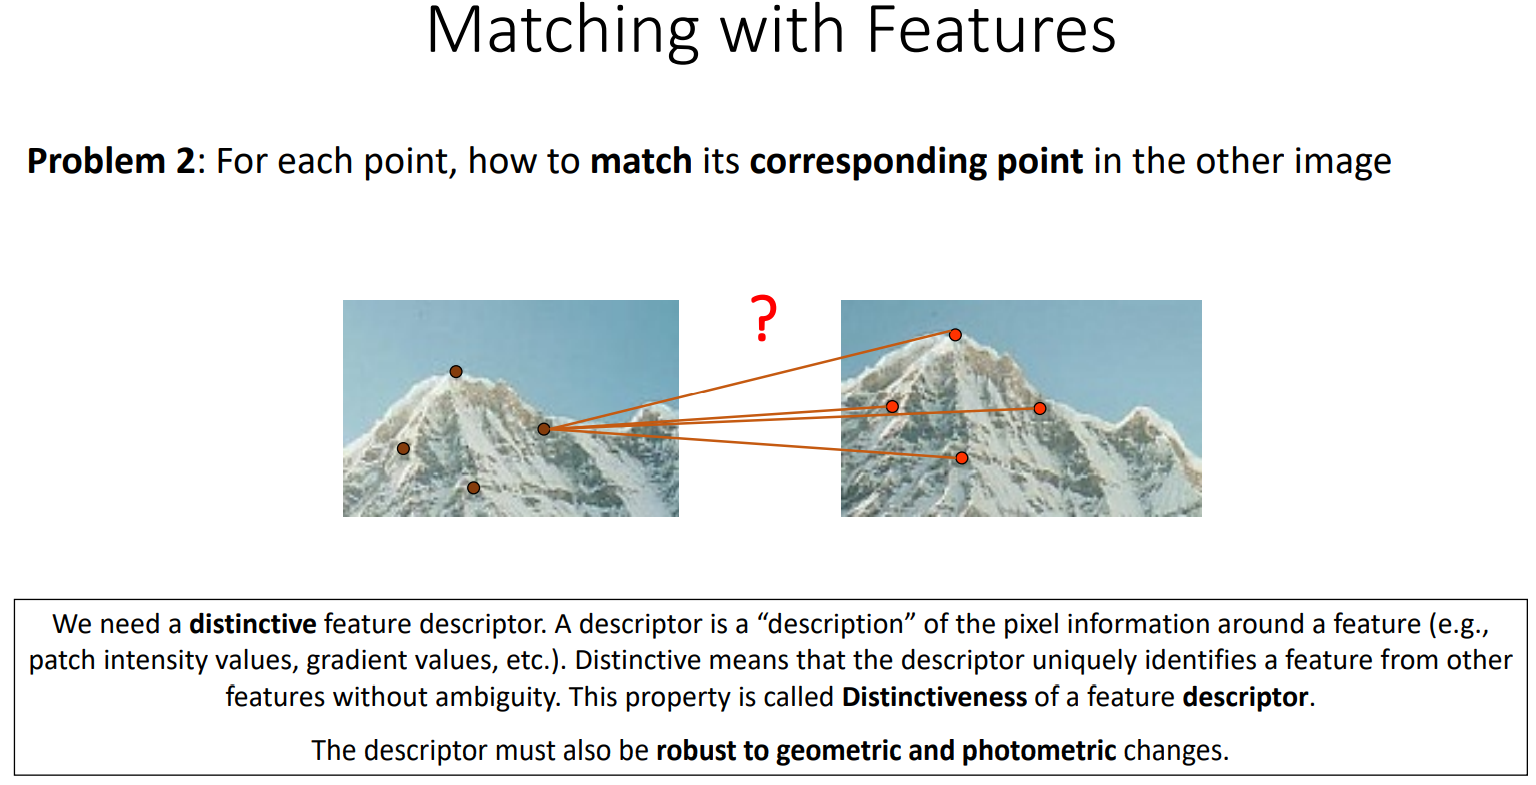 Matching with Features
Problem 2: For each point, how to match its corresponding point in the other image
?
We need a distinctive feature descriptor. A descriptor is a “description” of the pixel information around a feature (e.g.,
patch intensity values, gradient values, etc.). Distinctive means that the descriptor uniquely identifies a feature from other
features without ambiguity. This property is called Distinctiveness of a feature descriptor.
The descriptor must also be robust to geometric and photometric changes.